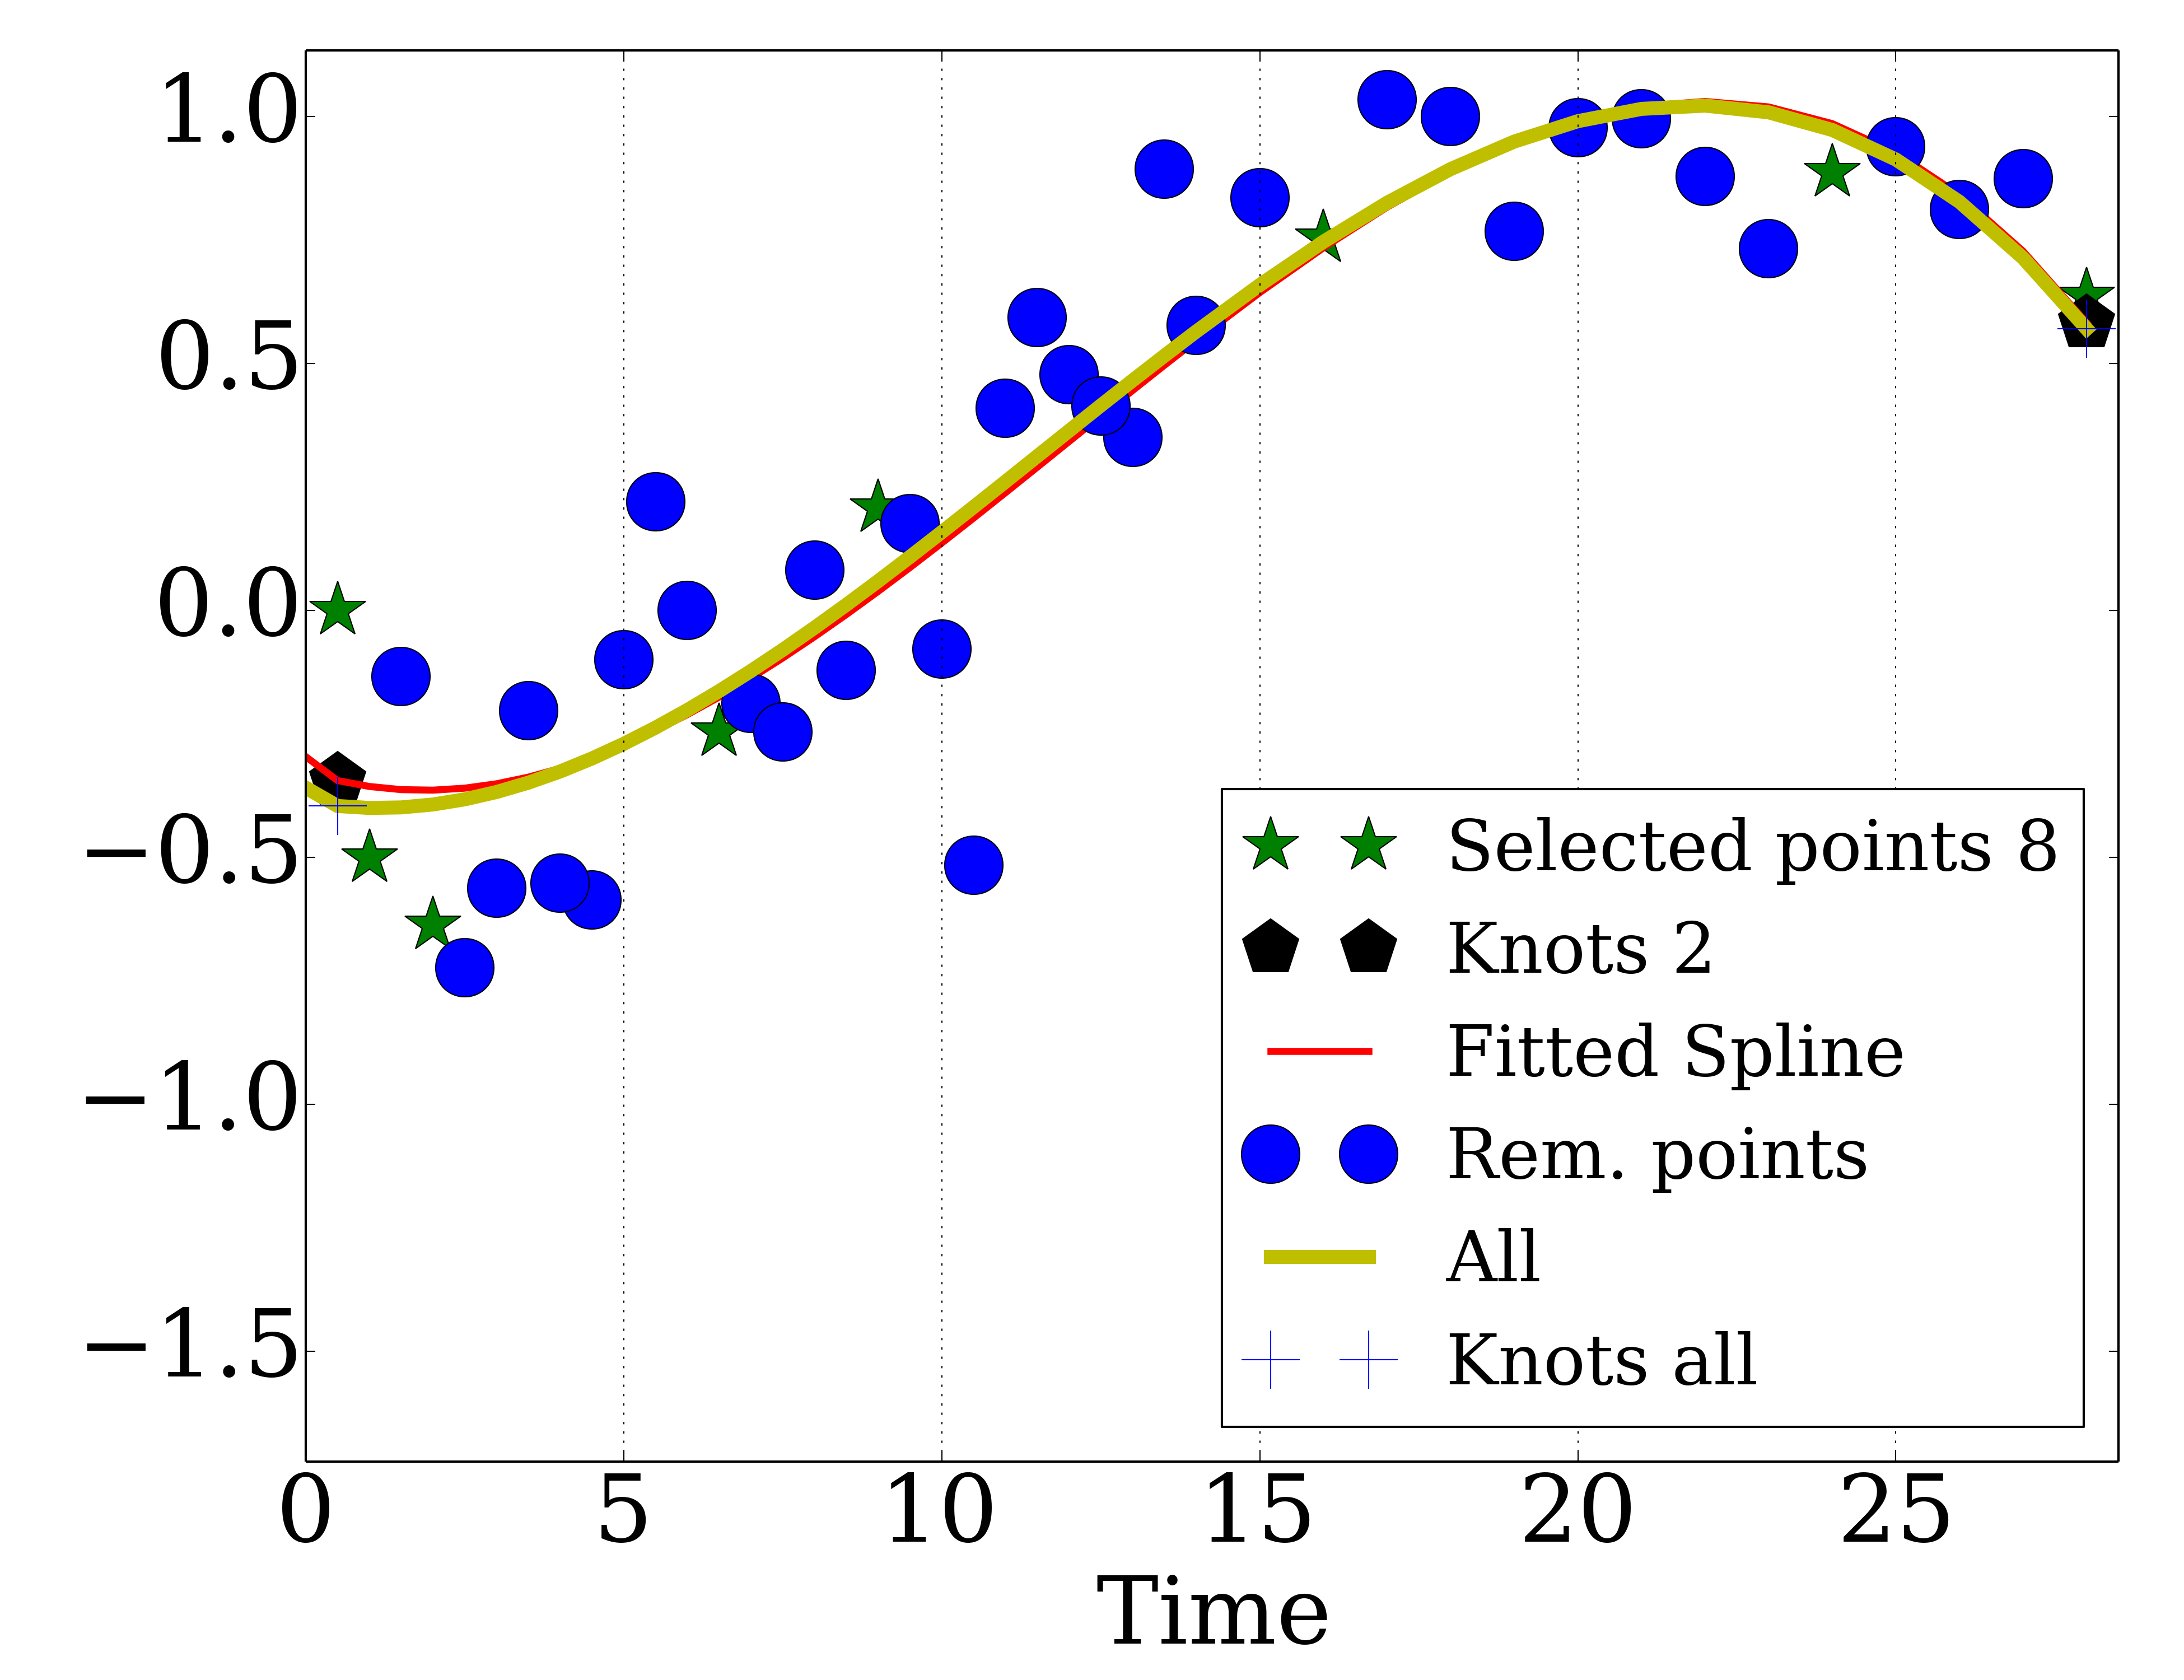 1.0
0.5
0.0
−0.5
−1.0
−1.5
0 5 10 15 20 25
Time
Selected points 8
Knots 2
Fitted Spline
Rem. points
All
Knots all